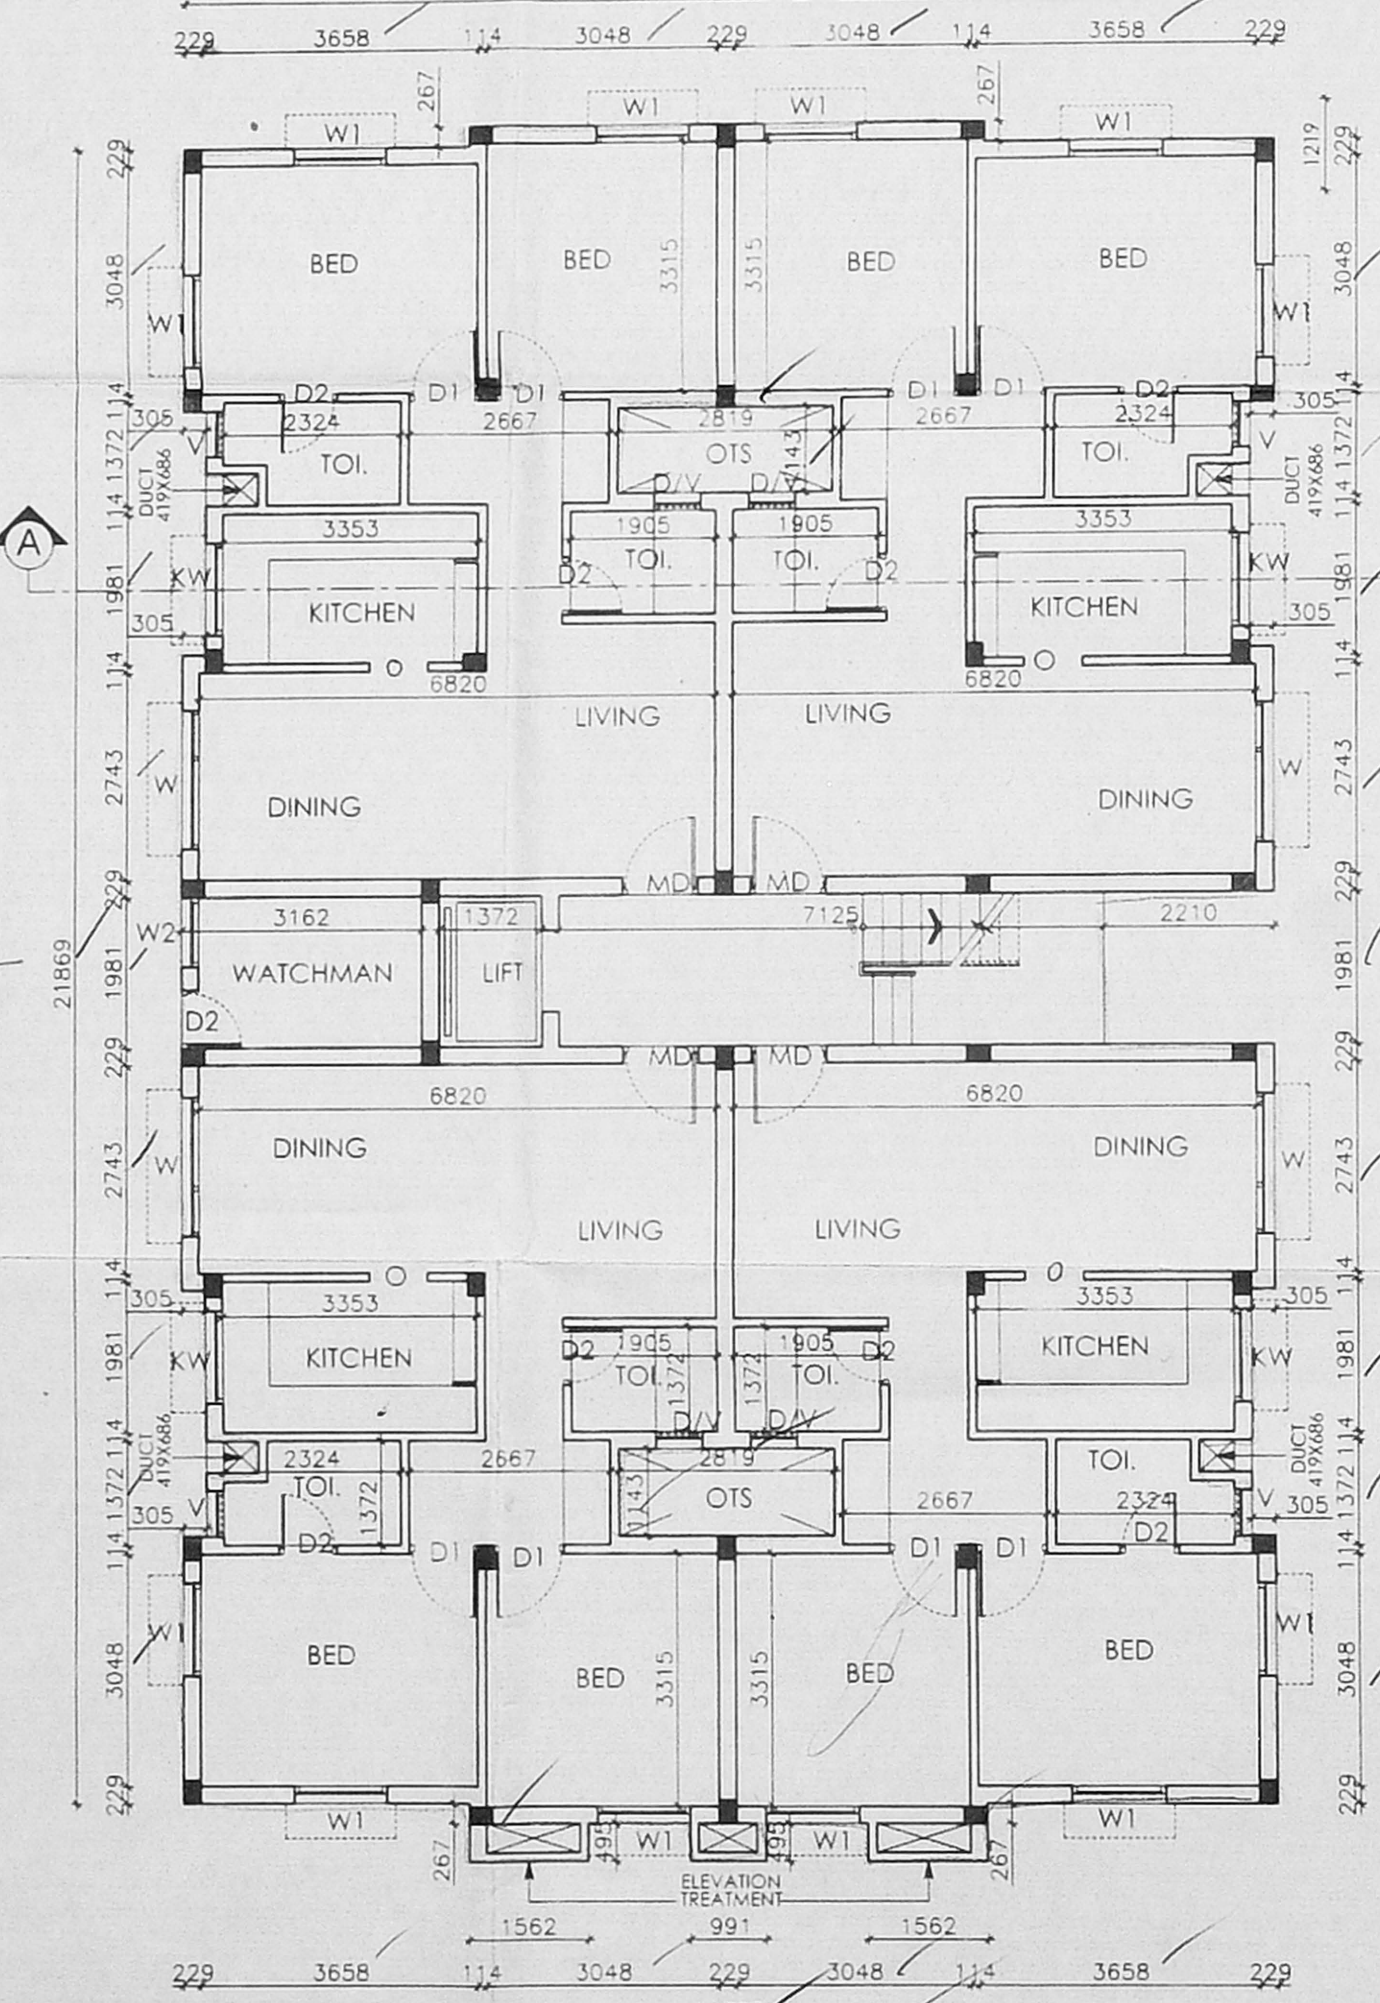 229 3658 114 3048 229 3048 114 3658 229
267 267
W1 W1 W1 W1
229 1219 229
BED BED BED BED
3048 3315 3315 3048
W1 W1
D2 D1 D1 D1 D1 D2
114 114
305 2324 2667 2819 2667 2324 305
V V
1372 TOI. OTS 1143 TOI. 1372
DUCT 419X686 D/V D/V DUCT 419X686
114 114
3353 1905 1905 3353
A
TOI. TOI.
KW D2 D2 KW
1981 1981
KITCHEN KITCHEN
305 305
114 O O 114
6820 6820
LIVING LIVING
2743 W W 2743
DINING DINING
229 MD MD 229
3162 1372 7125 2210
W2
21869 1981 WATCHMAN LIFT 1981
D2
229 MD MD 229
6820 6820
DINING DINING
2743 W W 2743
LIVING LIVING
114 O O 114
305 3353 3353 305
1981 D2 1905 1905 D2 1981
KW KITCHEN TOI. 1372 1372 TOI. KITCHEN KW
D/V D/V
114 114
DUCT 419X686 2324 2667 2819 TOI. DUCT 419X686
TOI.
1372 V 1143 OTS 2667 2324 V 1372
305 1372 305
D2 D2
114 D1 D1 D1 D1 114
W1 W1
BED BED BED BED
3048 3315 3315 3048
229 229
W1 495 W1 495 W1 W1
267 267
ELEVATION
TREATMENT
1562 991 1562
229 3658 114 3048 229 3048 114 3658 229